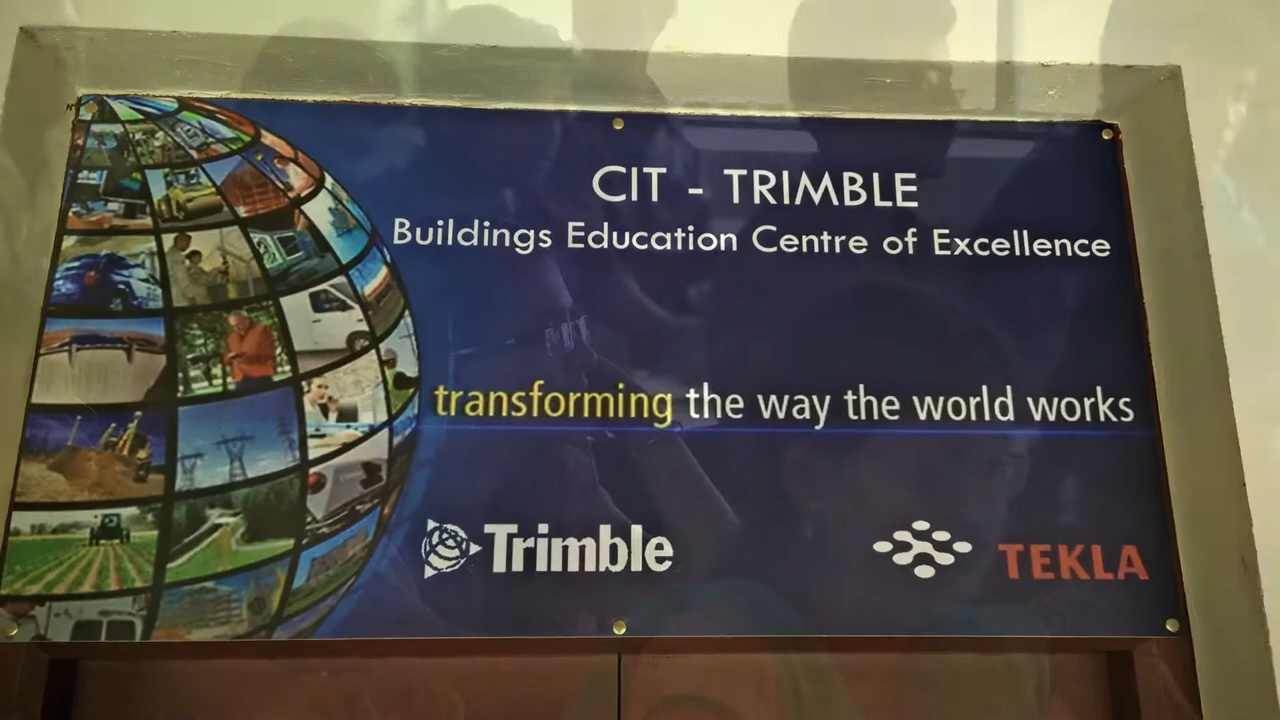 CIT - TRIMBLE
Buildings Education Centre of Excellence
transforming the way the world works
Trimble
TEKLA